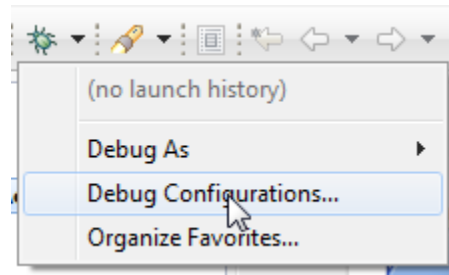 (no launch history)
Debug As
Debug Configurations...
Organize Favorites...